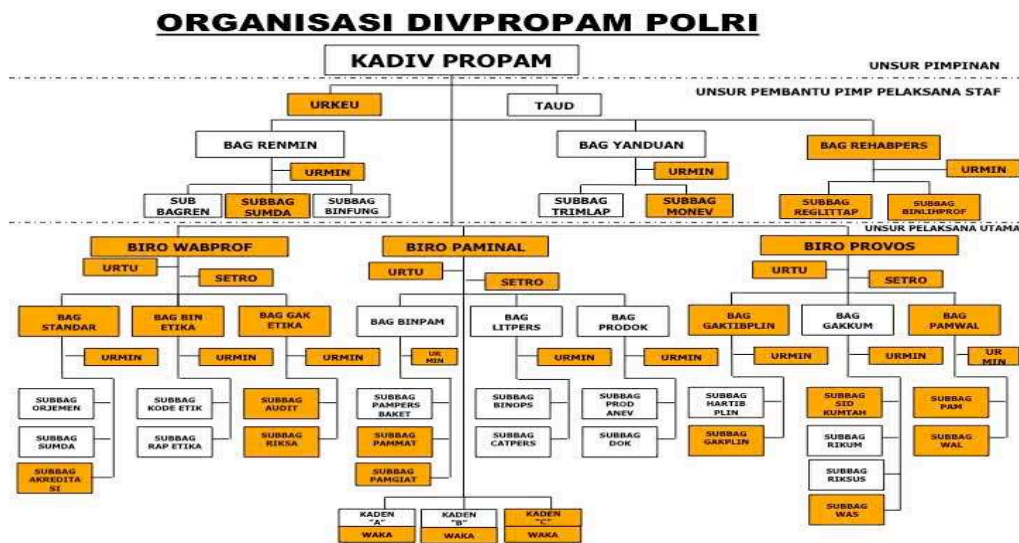 ORGANISASI DIVPROPAM POLRI
KADIV PROPAM
UNSUR PIMPINAN
UNSUR PEMBANTU PIMP PELAKSANA STAF
URKEU
TAUD
BAG RENMIN
BAG YANDUAN
BAG REHABPERS
URMIN
URMIN
URMIN
SUB
BAGREN
SUBBAG
SUMDA
SUBBAG
BINFUNG
SUBBAG
TRIMLAP
SUBBAG
MONEV
SUBBAG
REGLITTAP
SUBBAG
BINLIHPROF
UNSUR PELAKSANA UTAMA
BIRO WABPROF
BIRO PAMINAL
BIRO PROVOS
URTU
SETRO
URTU
SETRO
URTU
SETRO
BAG
STANDAR
BAG BIN
ETIKA
BAG GAK
ETIKA
BAG BINPAM
BAG
LITPERS
BAG
PRODOK
BAG
GAKTIBPLIN
BAG
GAKKUM
BAG
PAMWAL
URMIN
URMIN
URMIN
UR
MIN
URMIN
URMIN
URMIN
URMIN
UR
MIN
SUBBAG
ORJEMEN
SUBBAG
KODE ETIK
SUBBAG
AUDIT
SUBBAG
PAMPERS
BAKET
SUBBAG
BINOPS
SUBBAG
PROD
ANEV
SUBBAG
HARTIB
PLIN
SUBBAG
SID
KUMTAH
SUBBAG
PAM
SUBBAG
SUMDA
SUBBAG
RAP ETIKA
SUBBAG
RIKSA
SUBBAG
PAMMAT
SUBBAG
CATPERS
SUBBAG
DOK
SUBBAG
GAKPLIN
SUBBAG
RIKUM
SUBBAG
WAL
SUBBAG
AKREDITA
SI
SUBBAG
PAMGIAT
SUBBAG
RIKSUS
SUBBAG
WAS
KADEN
"A"
WAKA
KADEN
"B"
WAKA
KADEN
"C"
WAKA